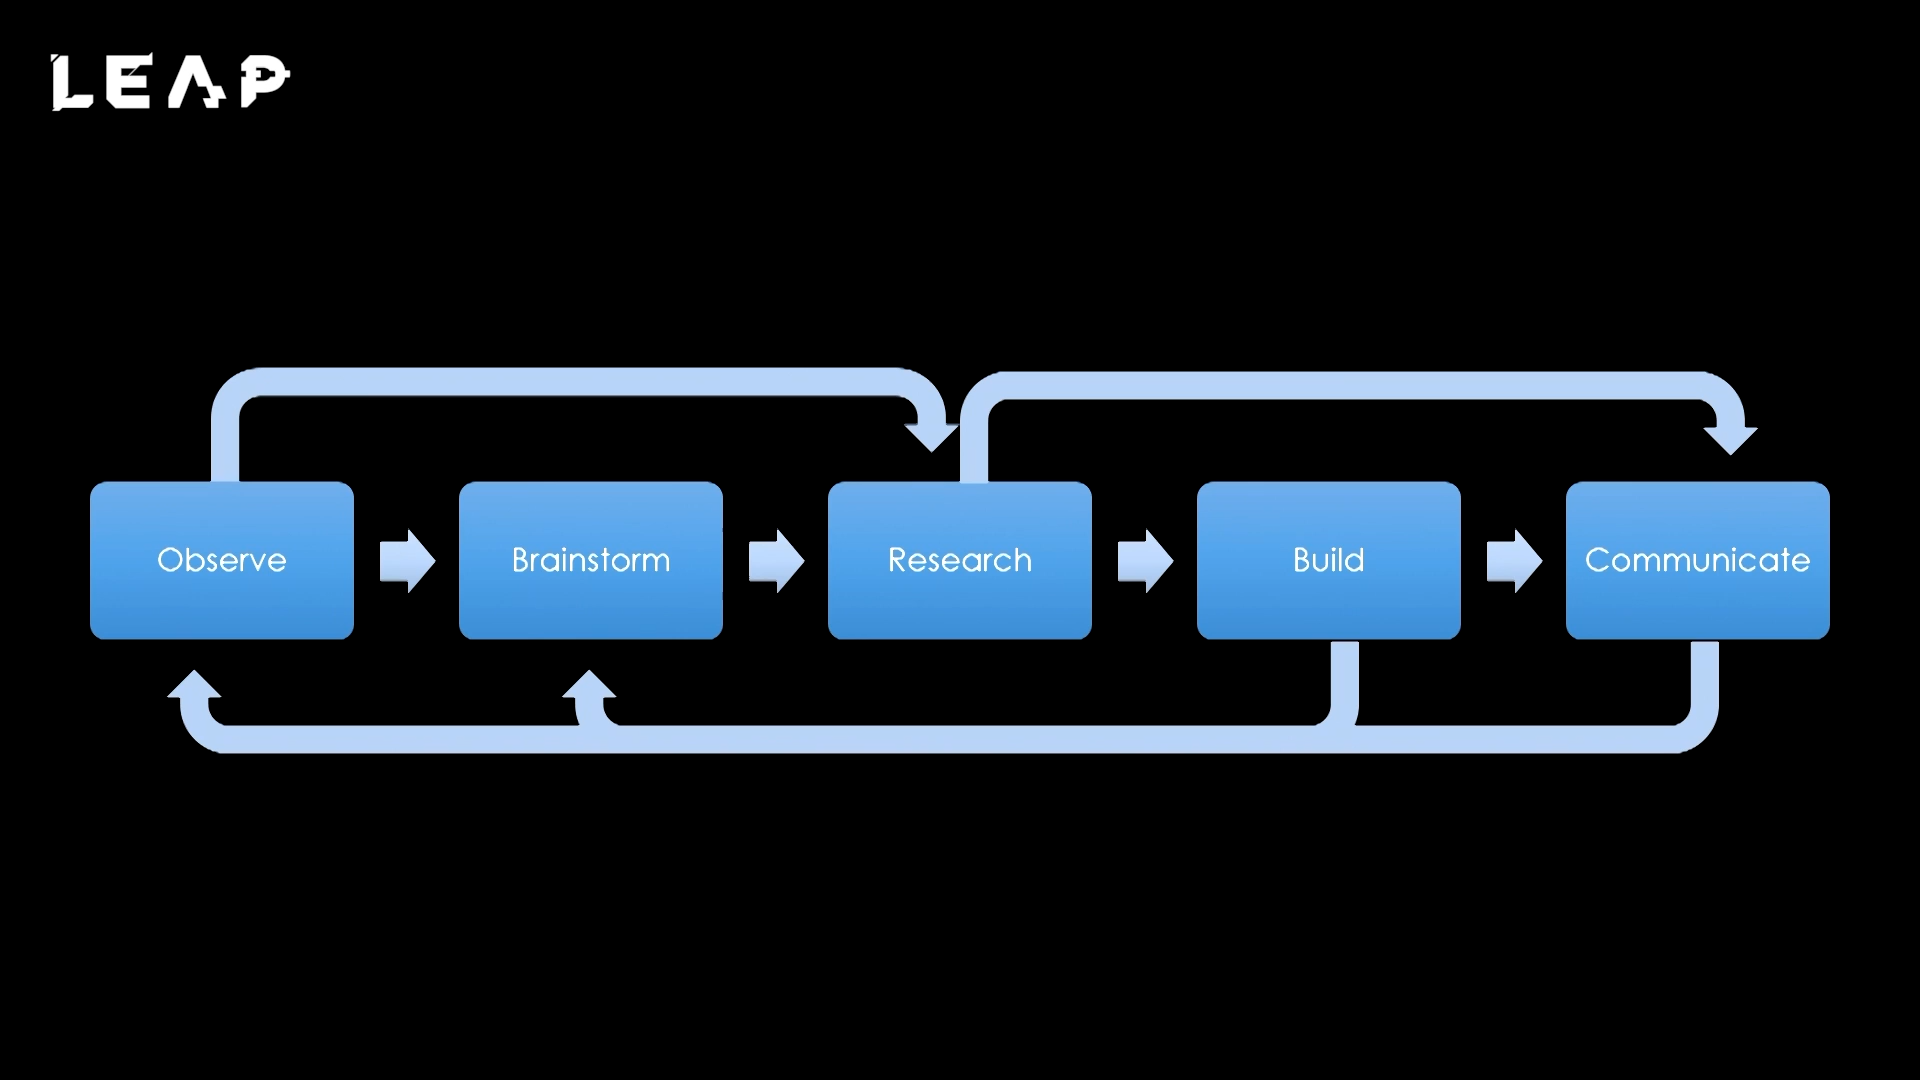 LEAP
Observe
Brainstorm
Research
Build
Communicate